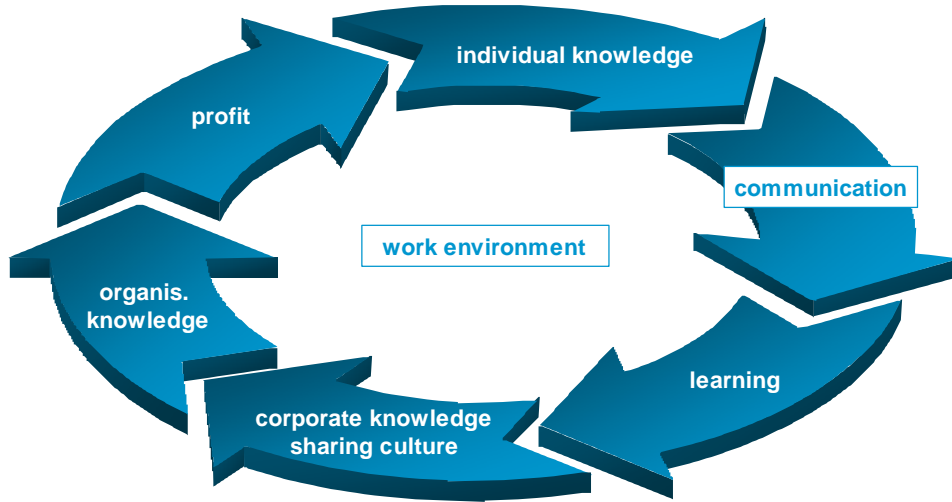 individual knowledge
profit
communication
work environment
organis.
knowledge
learning
corporate knowledge
sharing culture